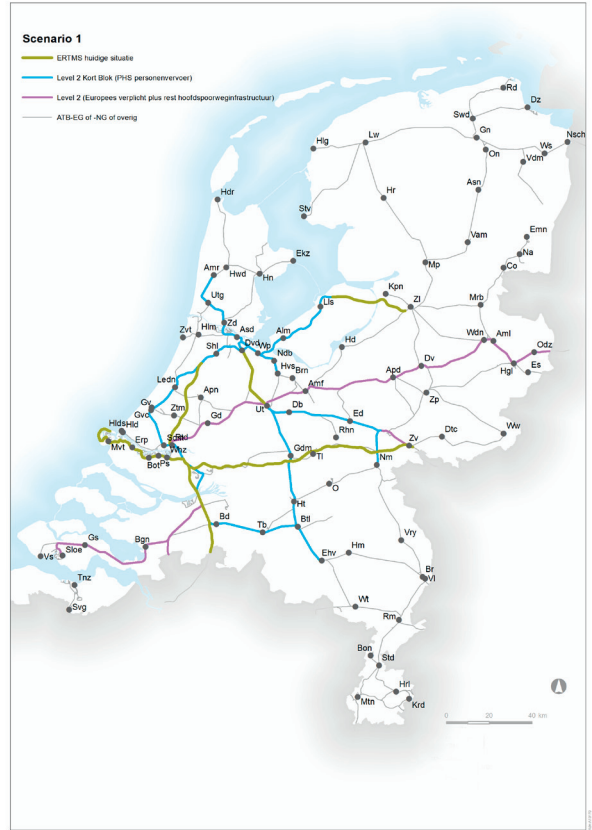 Scenario 1
ERTMS huidige situatie
Level 2 Kort Blok (PHS personenvervoer)
Level 2 (Europees verplicht plus rest hoofdspoorweginfrastructuur)
ATB-EG of -NG of overig
Rd
Dz
Swd
Gn
Nsch
Hlg
Lw
On
Ws
Vdm
Asn
Hdr
Hr
Stv
Emn
Vam
Na
Ekz
Co
Amr
Hwd
Hn
Mp
Kpn
Utg
Lls
Zl
Mrb
Zd
Hlm
Asd
Alm
Zvt
Dvd
Wp
Hd
Wdn
Aml
Shl
Ndb
Odz
Hvs
Brn
Dv
Hgl
Es
Ledn
Apn
Amf
Apd
Gv
Ztm
Ut
Db
Zp
Gvc
Gd
Ed
Hlds
Hld
Rhn
Dtc
Ww
Erp
Zv
Mvt
Whz
Gdm
Tl
Bot
Ps
Nm
O
Ht
Bd
Tb
Btl
Gs
Bgn
Vry
Sloe
Hm
Vs
Ehv
Br
Tnz
Vl
Wt
Svg
Rm
Bon
Std
Hrl
Mtn
Krd
0 20 40 km